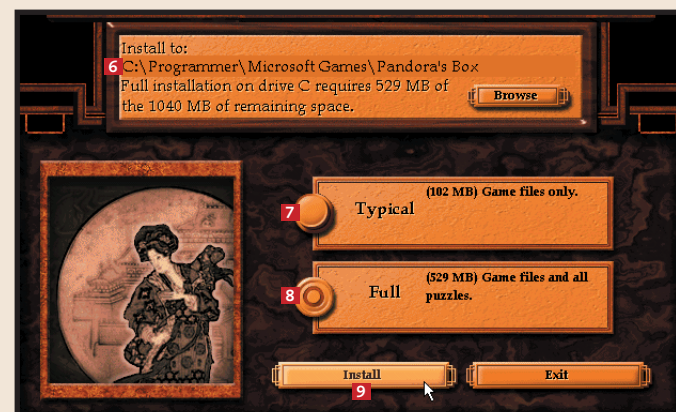 Install to:
6 C:\Programmer\Microsoft Games\Pandora's Box
Full installation on drive C requires 529 MB of
the 1040 MB of remaining space.
Browse
7 Typical (102 MB) Game files only.
8 Full (529 MB) Game files and all
puzzles.
Install Exit
9